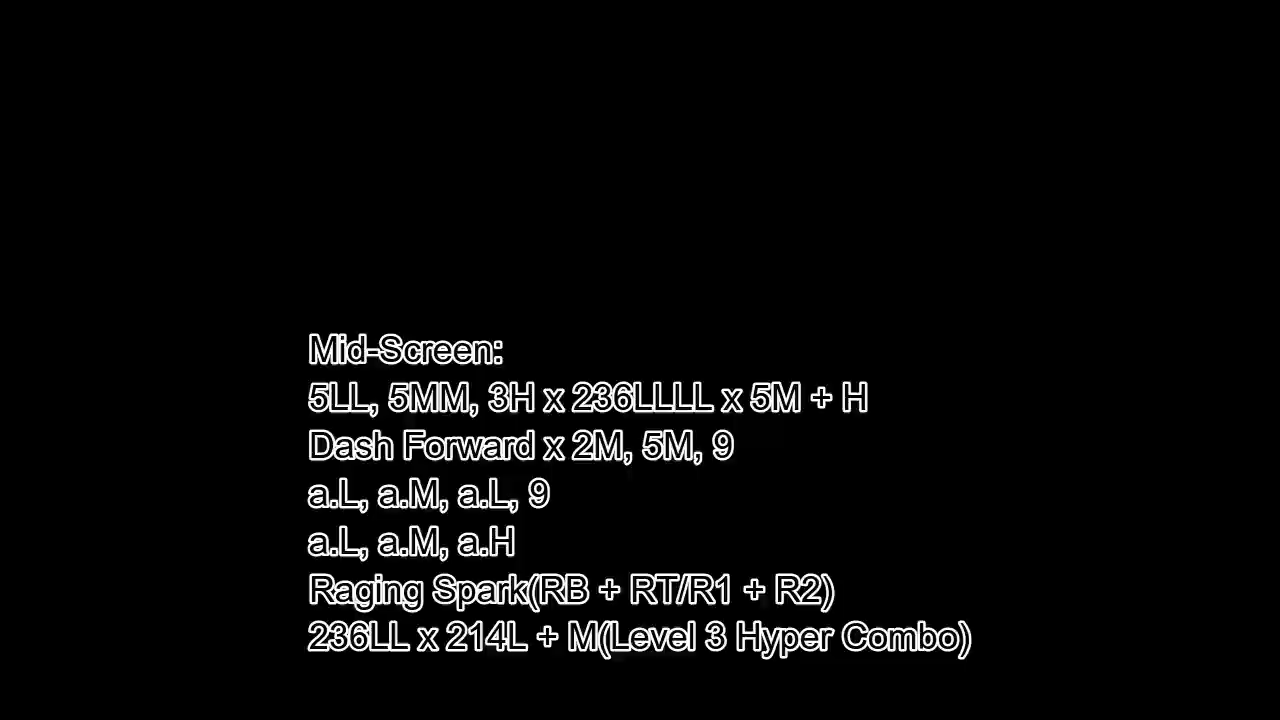 Mid-Screen:
5LL, 5MM, 3H x 236LLLL x 5M + H
Dash Forward x 2M, 5M, 9
a.L, a.M, a.L, 9
a.L, a.M, a.H
Raging Spark(RB + RT/R1 + R2)
236LL x 214L + M(Level 3 Hyper Combo)